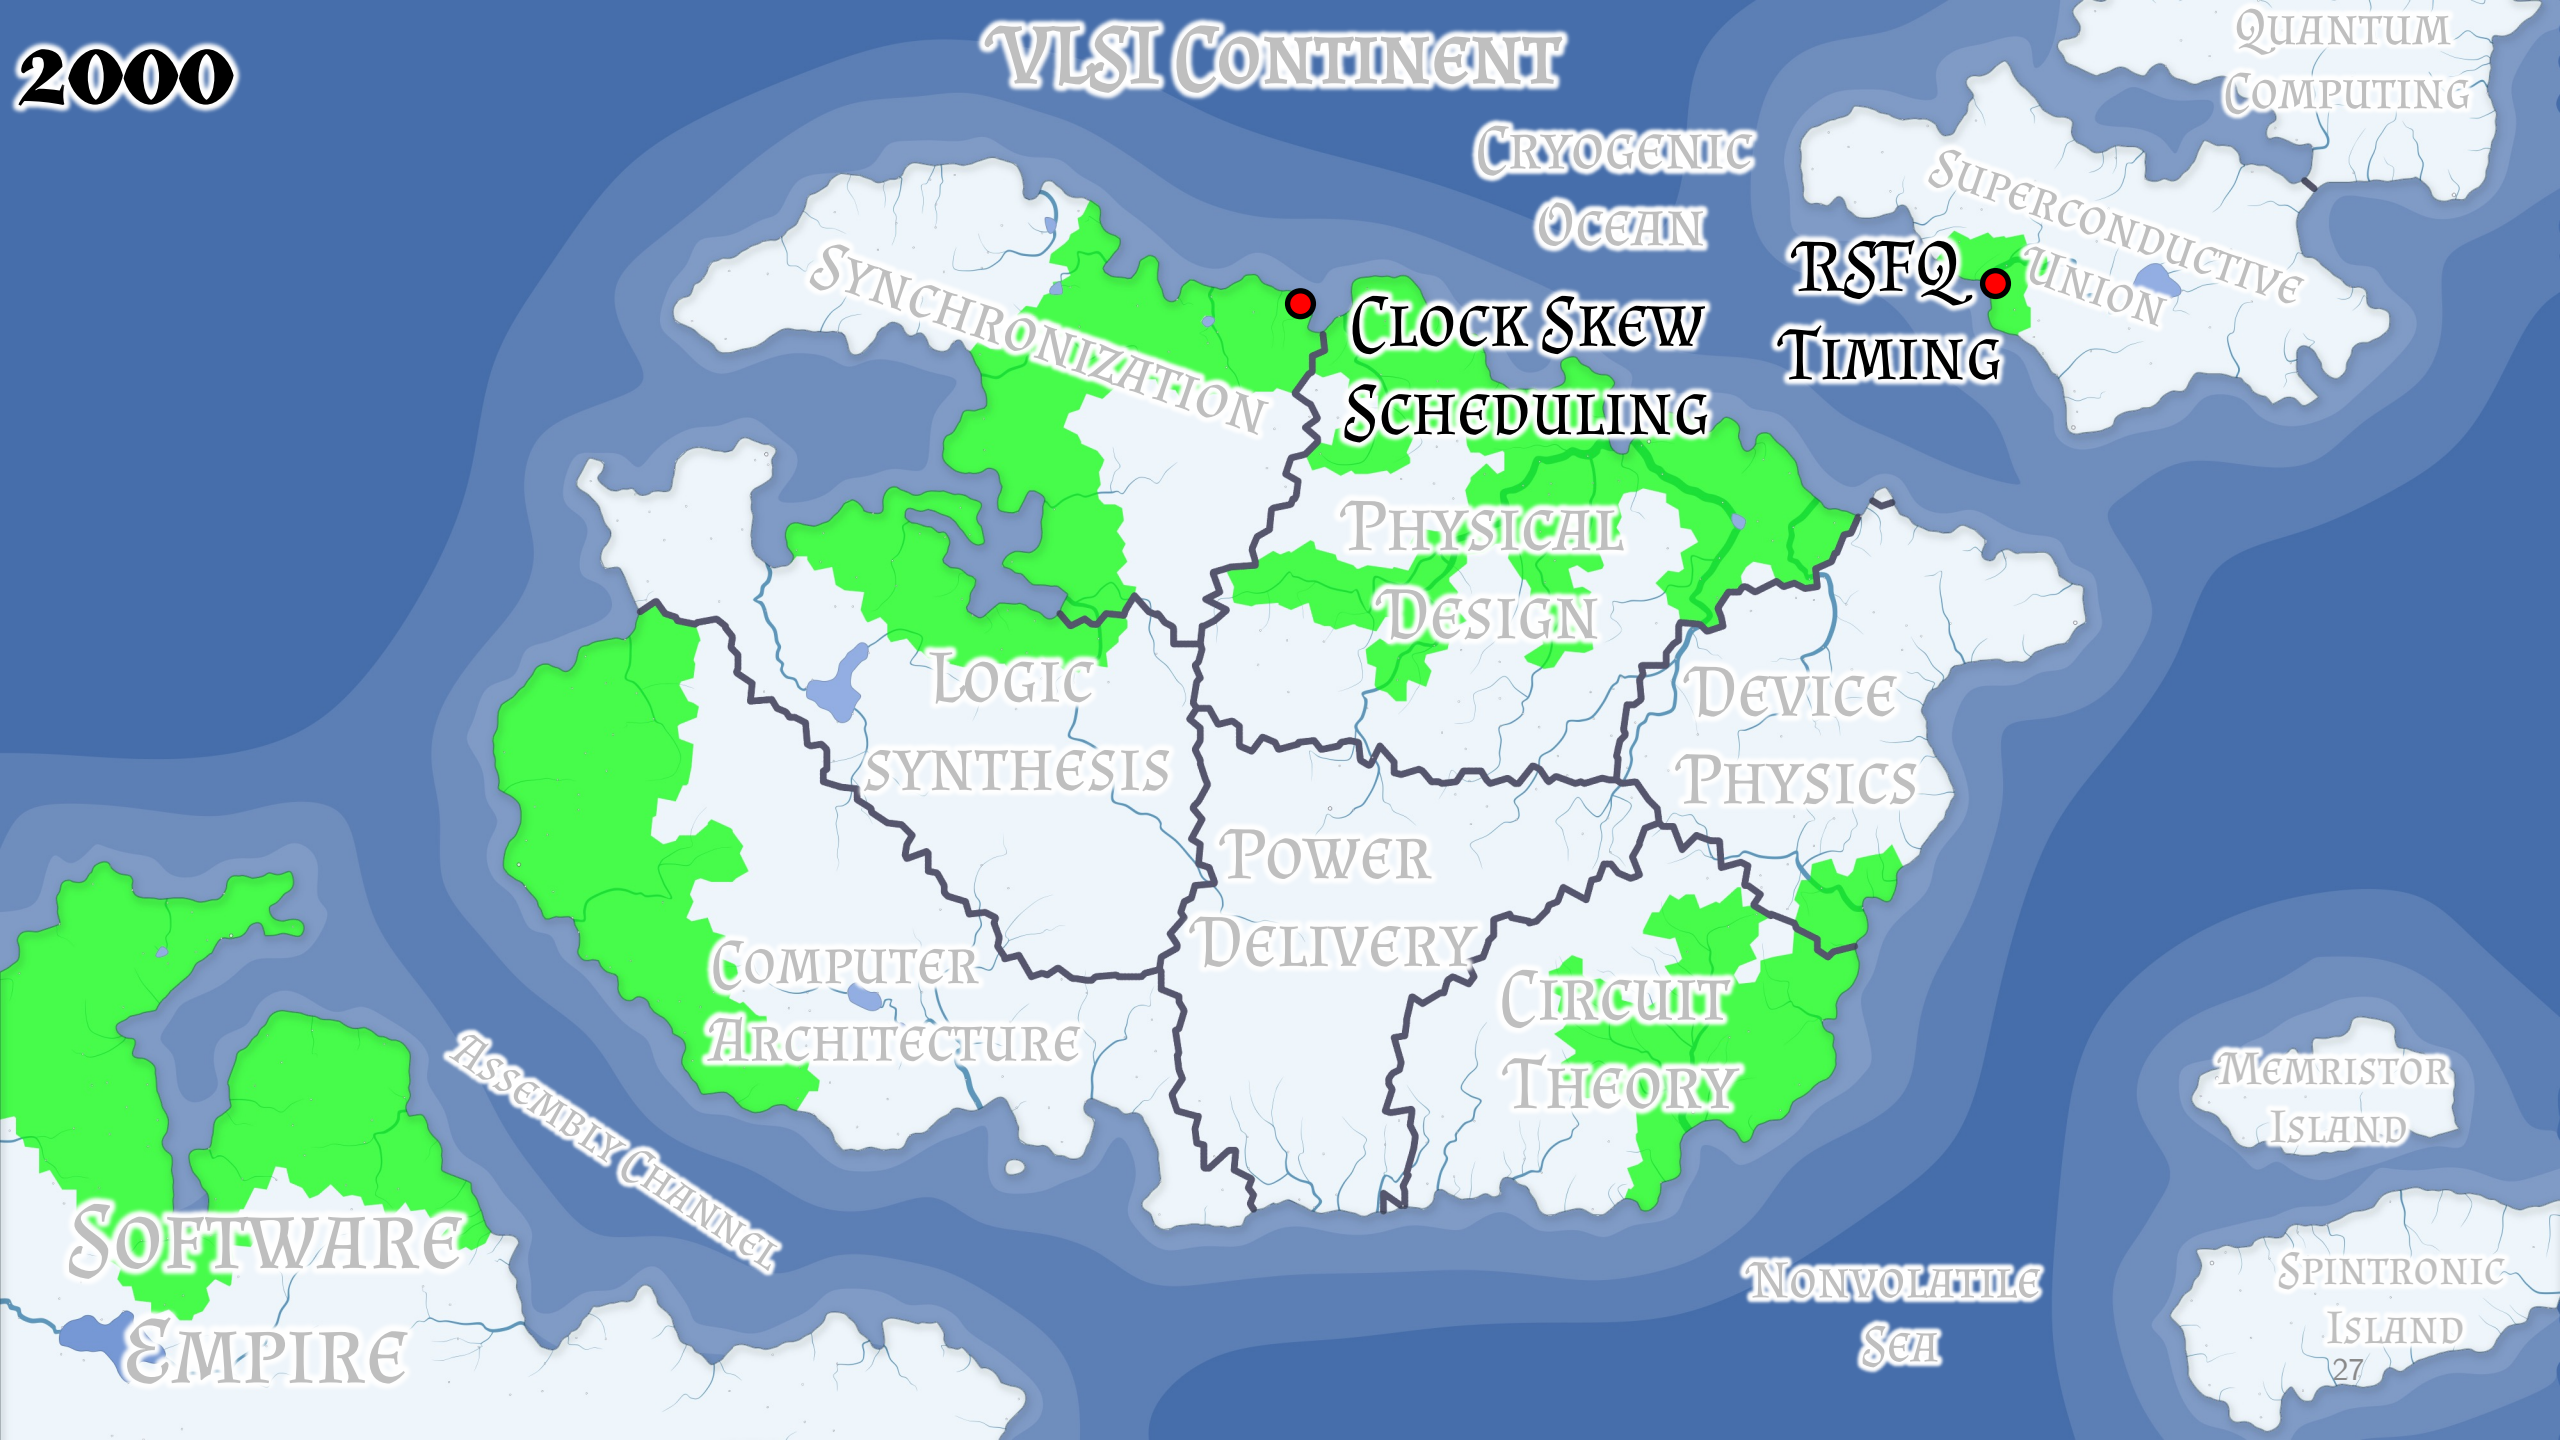 2000
VLSI Continent
Quantum
Computing
Cryogenic
Ocean
Superconductive
Union
RSFQ
Timing
Synchronization
Clock Skew
Scheduling
Physical
Design
Logic
synthesis
Device
Physics
Power
Delivery
Computer
Architecture
Circuit
Theory
Assembly Channel
Memristor
Island
Software
Empire
Nonvolatile
Sea
Spintronic
Island
27